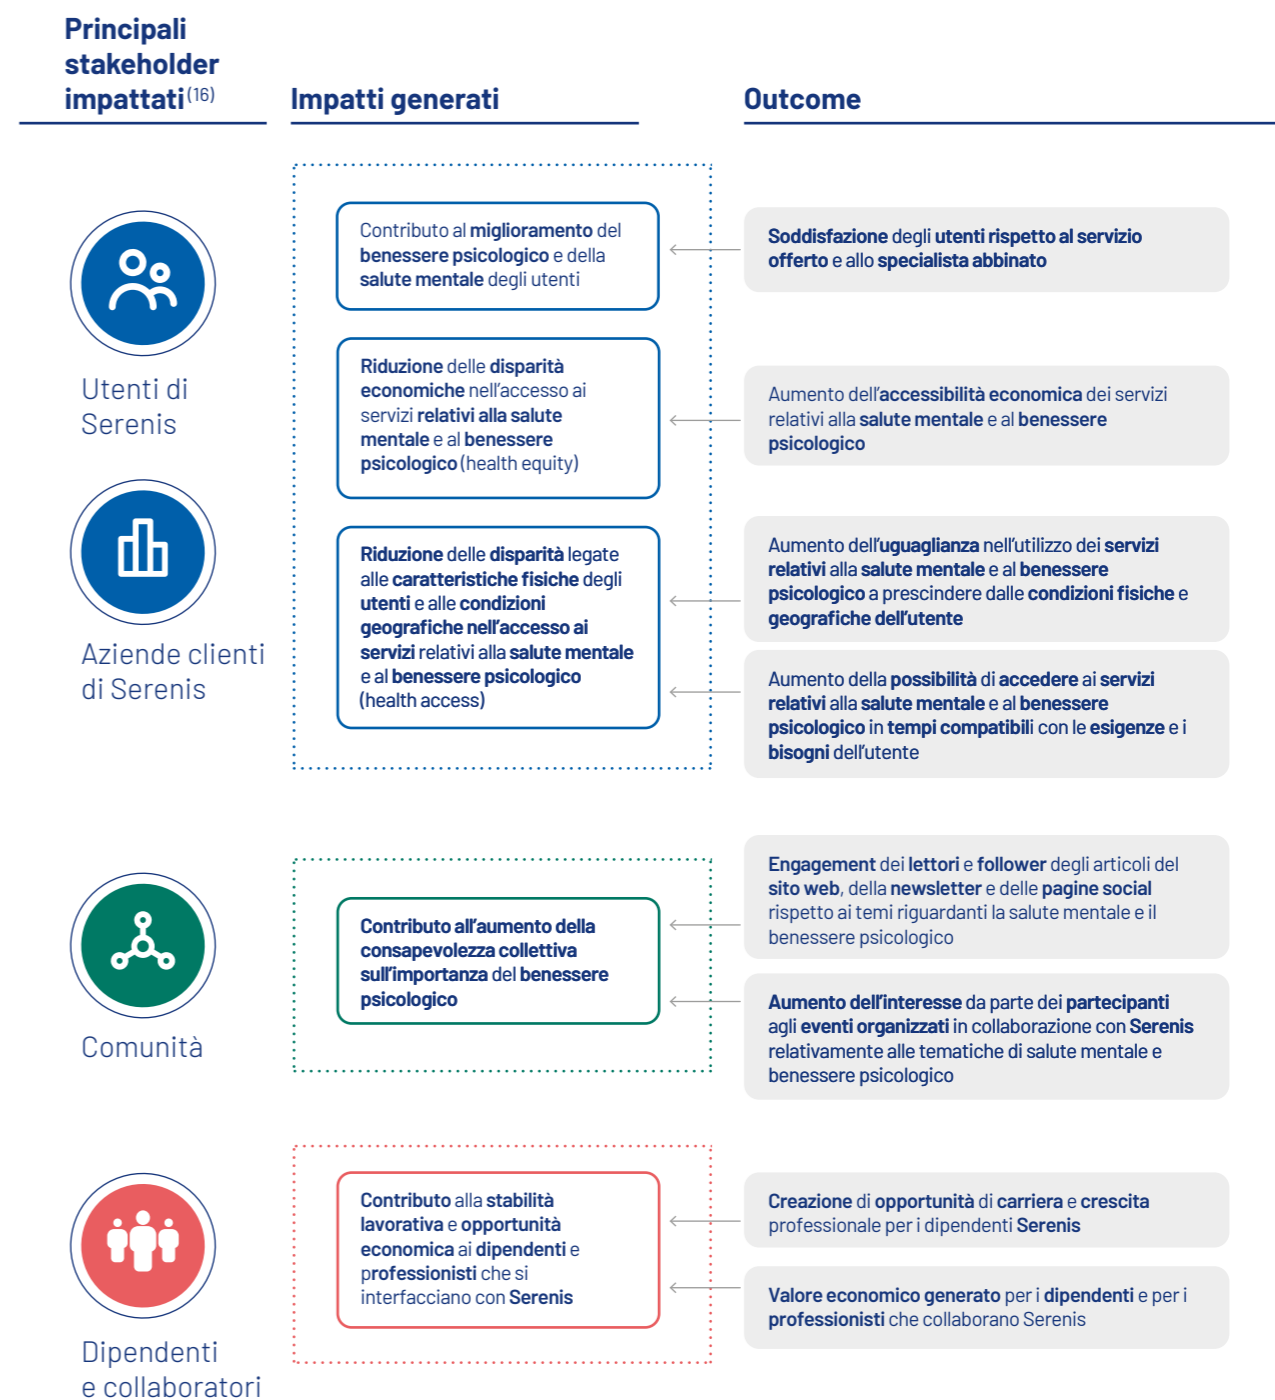 Principali
stakeholder
impattati (16)
Impatti generati
Outcome
Utenti di
Serenis
Aziende clienti
di Serenis
Contributo al miglioramento del
benessere psicologico e della
salute mentale degli utenti
Soddisfazione degli utenti rispetto al servizio
offerto e allo specialista abbinato
Riduzione delle disparità
economiche nell'accesso ai
servizi relativi alla salute
mentale e al benessere
psicologico (health equity)
Aumento dell'accessibilità economica dei servizi
relativi alla salute mentale e al benessere
psicologico
Riduzione delle disparità legate
alle caratteristiche fisiche degli
utenti e alle condizioni
geografiche nell'accesso ai
servizi relativi alla salute mentale
e al benessere psicologico
(health access)
Aumento dell'uguaglianza nell'utilizzo dei servizi
relativi alla salute mentale e al benessere
psicologico a prescindere dalle condizioni fisiche e
geografiche dell'utente
Aumento della possibilità di accedere ai servizi
relativi alla salute mentale e al benessere
psicologico in tempi compatibili con le esigenze e i
bisogni dell'utente
Comunità
Contributo all'aumento della
consapevolezza collettiva
sull'importanza del benessere
psicologico
Engagement dei lettori e follower degli articoli del
sito web, della newsletter e delle pagine social
rispetto ai temi riguardanti la salute mentale e il
benessere psicologico
Aumento dell'interesse da parte dei partecipanti
agli eventi organizzati in collaborazione con Serenis
relativamente alle tematiche di salute mentale e
benessere psicologico
Dipendenti
e collaboratori
Contributo alla stabilità
lavorativa e opportunità
economica ai dipendenti e
professionisti che si
interfacciano con Serenis
Creazione di opportunità di carriera e crescita
professionale per i dipendenti Serenis
Valore economico generato per i dipendenti e per i
professionisti che collaborano Serenis